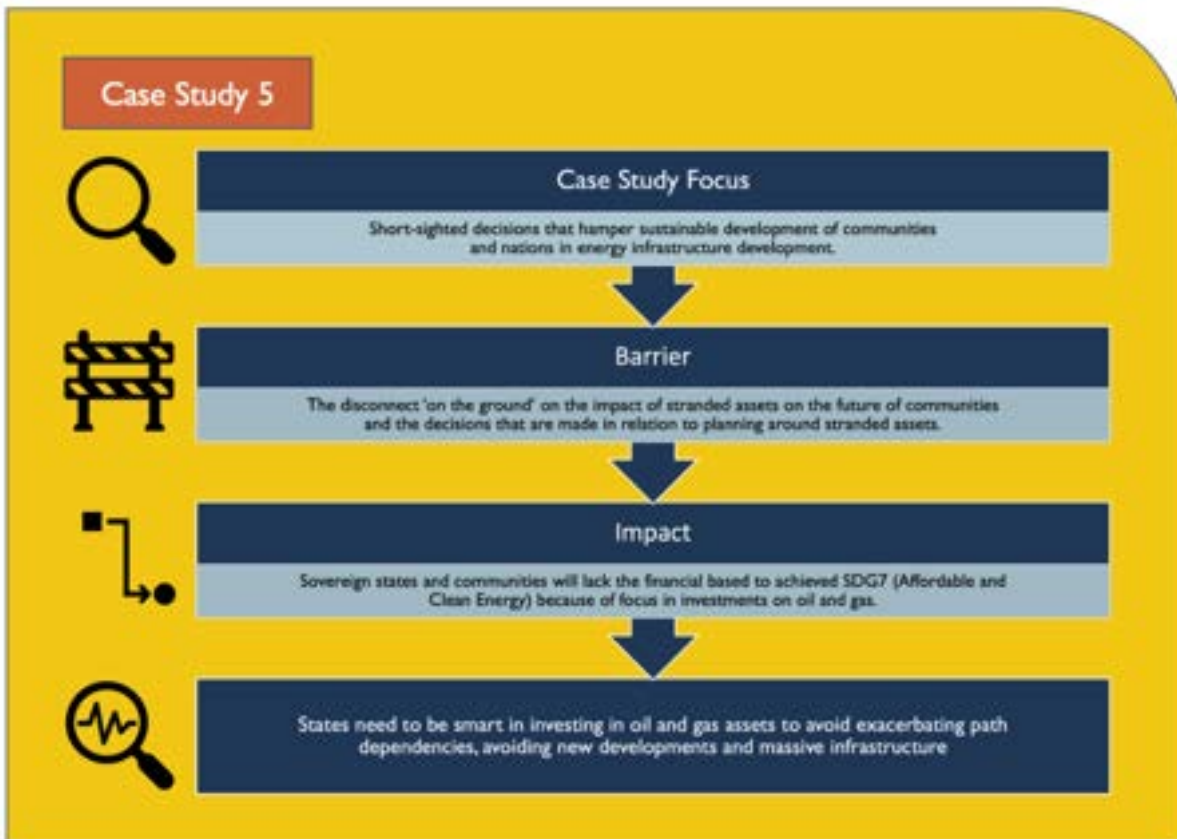 Case Study 5
Case Study Focus
Short-sighted decisions that hamper sustainable development of communities
and nations in energy infrastructure development.
Barrier
The disconnect 'on the ground' on the impact of stranded assets on the future of communities
and the decisions that are made in relation to planning around stranded assets.
Impact
Sovereign states and communities will lack the financial based to achieved SDG7 (Affordable and
Clean Energy) because of focus in investments on oil and gas.
States need to be smart in investing in oil and gas assets to avoid exacerbating path
dependencies, avoiding new developments and massive infrastructure